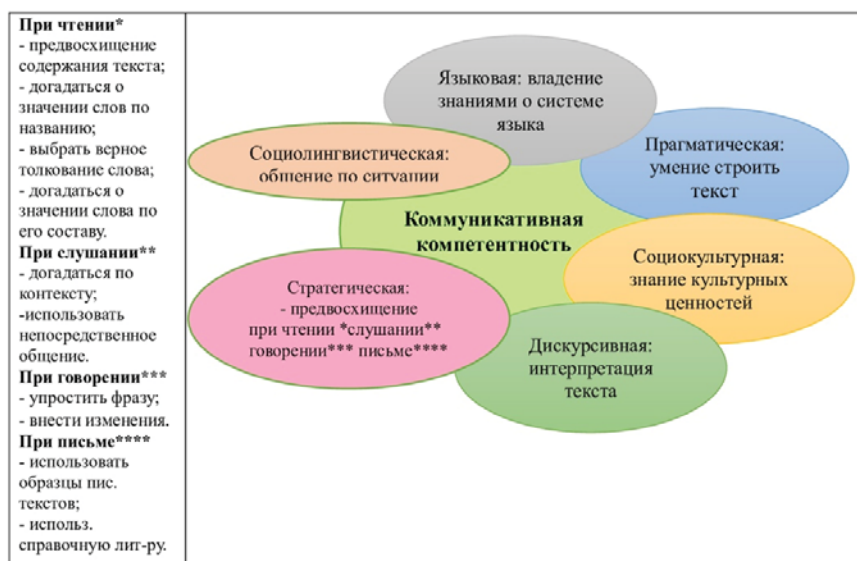 При чтении*
- предвосхищение
содержания текста;
- догадаться о
значении слов по
названию;
- выбрать верное
толкование слова;
- догадаться о
значении слова по
его составу.
При слушании**
- догадаться по
контексту;
-использовать
непосредственное
общение.
При говорении***
- упростить фразу;
- внести изменения.
При письме****
- использовать
образцы пис.
текстов;
- использ.
справочную лит-ру.
Языковая: владение
знаниями о системе
языка
Социолингвистическая:
общение по ситуации
Прагматическая:
умение строить
текст
Коммуникативная
компетентность
Социокультурная:
знание культурных
ценностей
Стратегическая:
- предвосхищение
при чтении *слушании**
говорении*** письме****
Дискурсивная:
интерпретация
текста